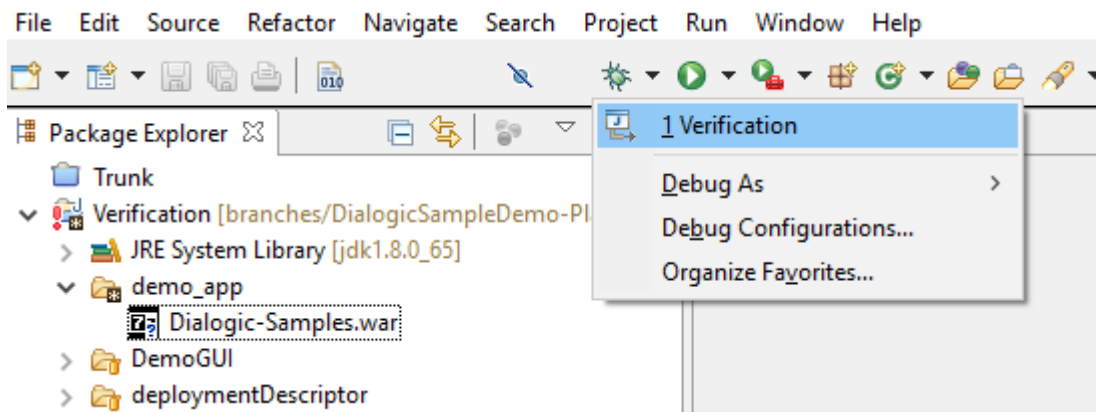 File Edit Source Refactor Navigate Search Project Run Window Help
010
Package Explorer
1 Verification
Trunk
Debug As
Verification [branches/DialogicSampleDemo-Pl
Debug Configurations...
JRE System Library [jdk1.8.0_65]
Organize Favorites...
demo_app
Dialogic-Samples.war
DemoGUI
deploymentDescriptor